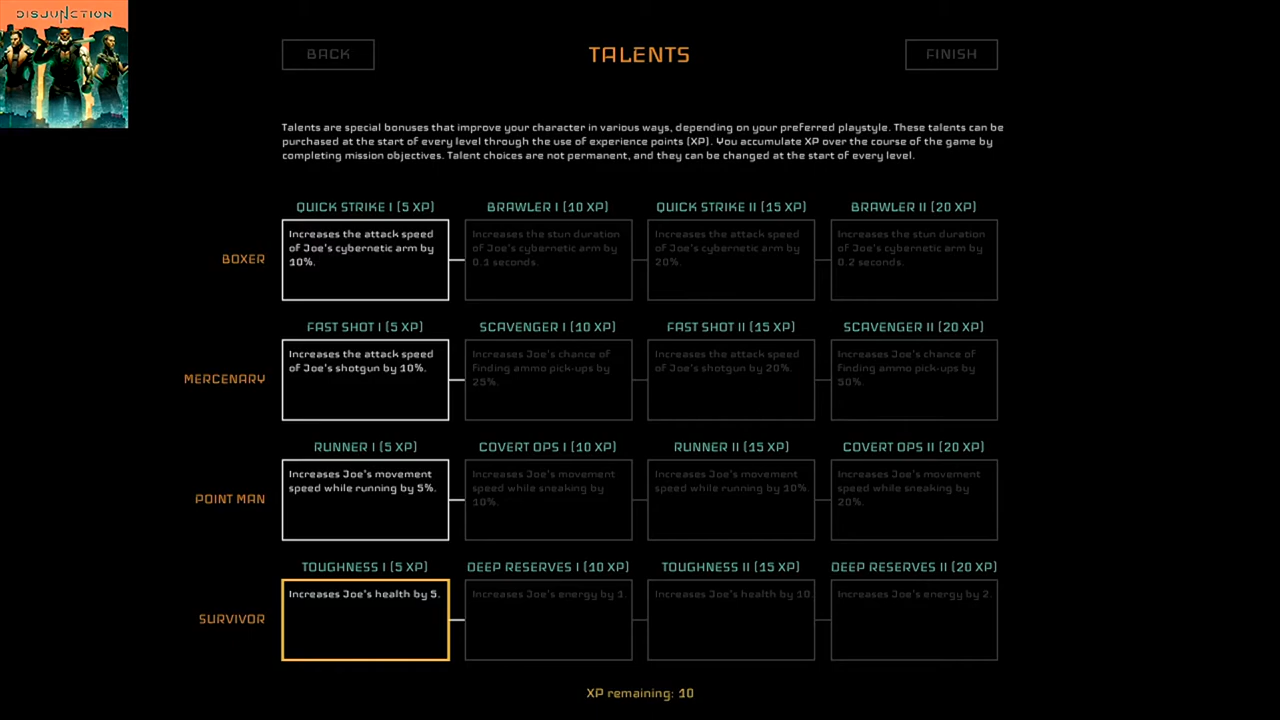 DISJUNCTION
BACK
TALENTS
FINISH
Talents are special bonuses that improve your character in various ways, depending on your preferred playstyle. These talents can be
purchased at the start of every level through the use of experience points (XP). You accumulate XP over the course of the game by
completing mission objectives. Talent choices are not permanent, and they can be changed at the start of every level.
QUICK STRIKE I (5 XP)
BRAWLER I (10 XP)
QUICK STRIKE II (15 XP)
BRAWLER II (20 XP)
BOXER
Increases the attack speed
of Joe's cybernetic arm by
10%.
Increases the stun duration
of Joe's cybernetic arm by
0.1 seconds.
Increases the attack speed
of Joe's cybernetic arm by
20%.
Increases the stun duration
of Joe's cybernetic arm by
0.2 seconds.
FAST SHOT I (5 XP)
SCAVENGER I (10 XP)
FAST SHOT II (15 XP)
SCAVENGER II (20 XP)
MERCENARY
Increases the attack speed
of Joe's shotgun by 10%.
Increases Joe's chance of
finding ammo pick-ups by
25%.
Increases the attack speed
of Joe's shotgun by 20%.
Increases Joe's chance of
finding ammo pick-ups by
50%.
RUNNER I (5 XP)
COVERT OPS I (10 XP)
RUNNER II (15 XP)
COVERT OPS II (20 XP)
POINT MAN
Increases Joe's movement
speed while running by 5%.
Increases Joe's movement
speed while sneaking by
10%.
Increases Joe's movement
speed while running by 10%.
Increases Joe's movement
speed while sneaking by
20%.
TOUGHNESS I (5 XP)
DEEP RESERVES I (10 XP)
TOUGHNESS II (15 XP)
DEEP RESERVES II (20 XP)
SURVIVOR
Increases Joe's health by 5.
Increases Joe's energy by 1.
Increases Joe's health by 10.
Increases Joe's energy by 2.
XP remaining: 10